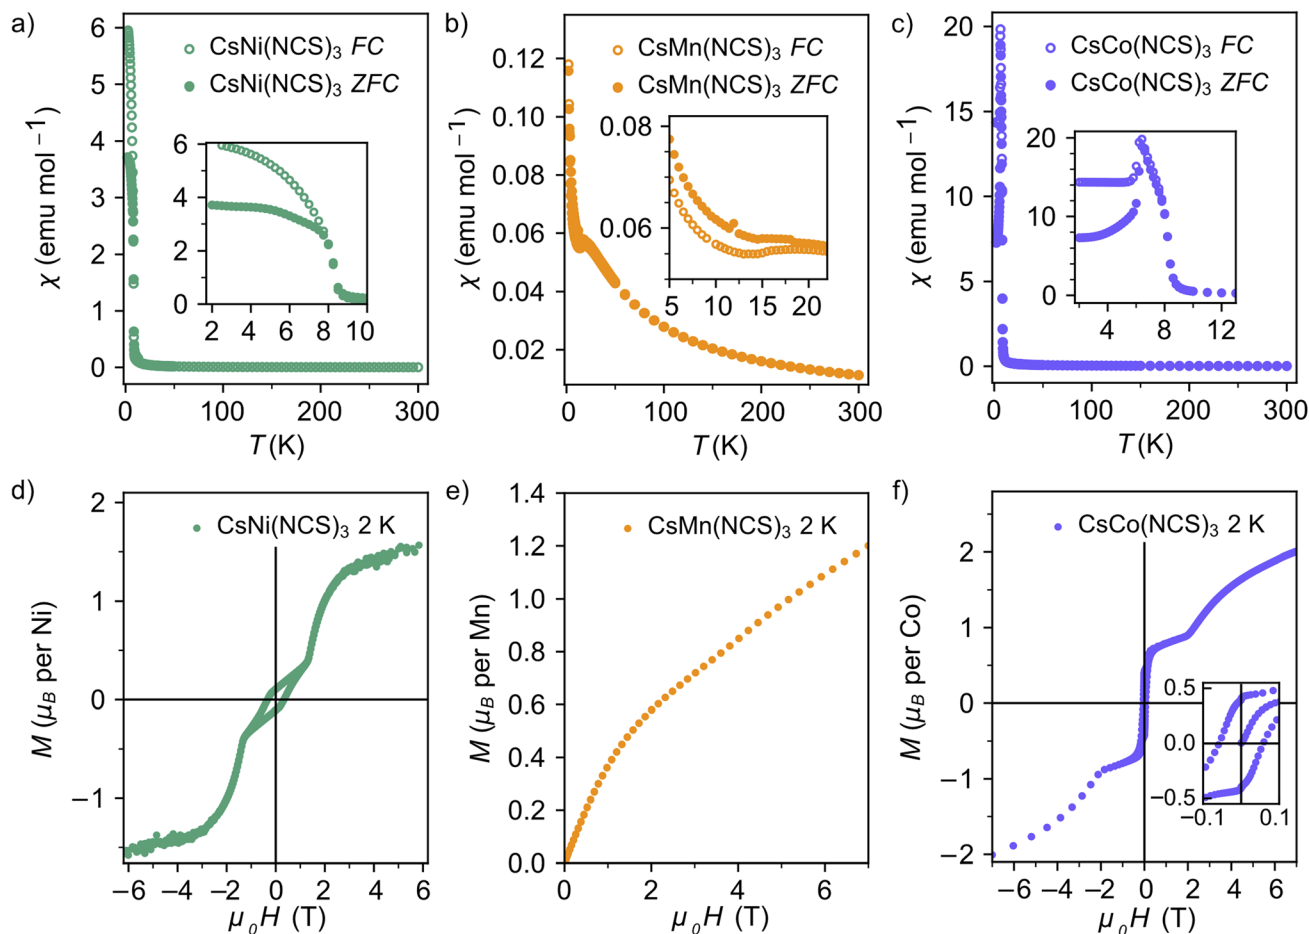 a)
χ (emu mol⁻¹)
6
5
4
3
2
1
0
CsNi(NCS)₃ FC
CsNi(NCS)₃ ZFC
6
4
2
0
2 4 6 8 10
0 100 200 300
T (K)
b)
χ (emu mol⁻¹)
0.12
0.10
0.08
0.06
0.04
0.02
CsMn(NCS)₃ FC
CsMn(NCS)₃ ZFC
0.08
0.06
5 10 15 20
0 100 200 300
T (K)
c)
χ (emu mol⁻¹)
20
15
10
5
0
CsCo(NCS)₃ FC
CsCo(NCS)₃ ZFC
20
10
0
4 8 12
0 100 200 300
T (K)
d)
M (μB per Ni)
2
1
0
–
CsNi(NCS)₃ 2 K
−6 −4 −2 0 2 4 6
μ₀H (T)
e)
M (μB per Mn)
1.4
1.2
1.0
0.8
0.6
0.4
0.2
0.0
CsMn(NCS)₃ 2 K
0 2 4 6
μ₀H (T)
f)
M (μB per Co)
2
1
0
−1
−2
CsCo(NCS)₃ 2 K
0.5
0.0
−0.5
−0.1 0.1
−6 −4 −2 0 2 4 6
μ₀H (T)